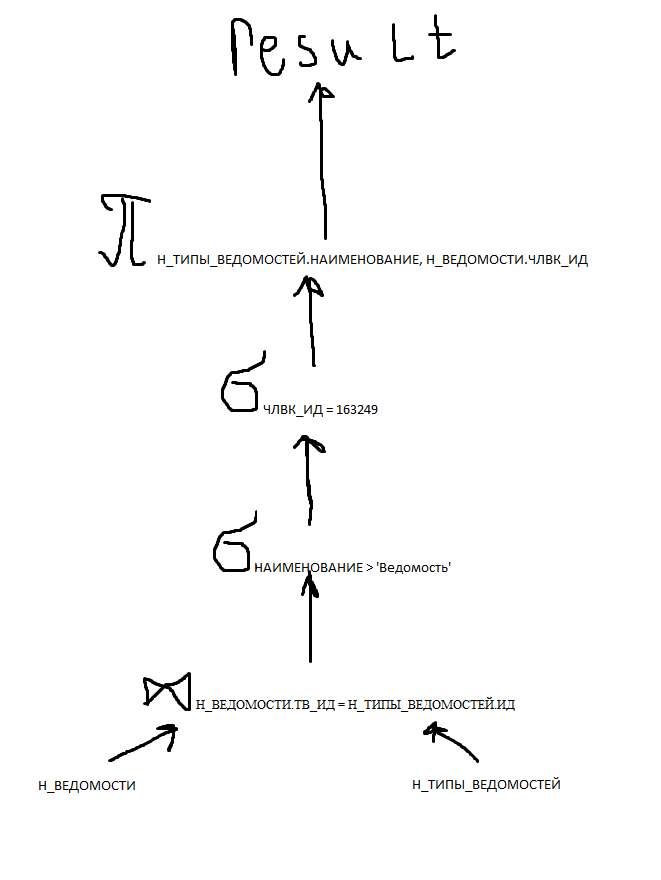 result
π Н_ТИПЫ_ВЕДОМОСТЕЙ.НАИМЕНОВАНИЕ, Н_ВЕДОМОСТИ.ЧЛВК_ИД
σ ЧЛВК_ИД = 163249
σ НАИМЕНОВАНИЕ > 'Ведомость'
⋈ Н_ВЕДОМОСТИ.ТВ_ИД = Н_ТИПЫ_ВЕДОМОСТЕЙ.ИД
Н_ВЕДОМОСТИ
Н_ТИПЫ_ВЕДОМОСТЕЙ